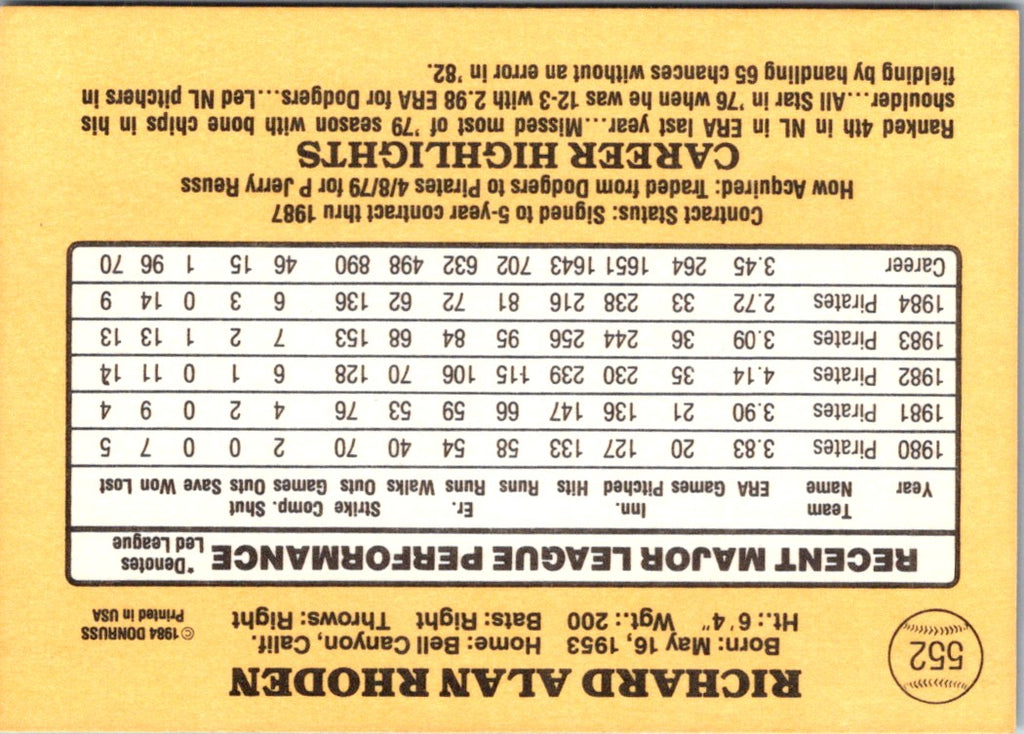 552
RICHARD ALAN RHODEN
Born: May 16, 1953 Home: Bell Canyon, Calif.
Ht.: 6'4" Wgt.: 200 Bats: Right Throws: Right
© 1984 DONRUSS
Printed in USA
RECENT MAJOR LEAGUE PERFORMANCE *Denotes Led League
Team Inn. Er. Strike Comp. Shut
Year Name ERA Games Pitched Hits Runs Runs Walks Outs Games Outs Save Won Lost
1980 Pirates 3.83 20 127 133 58 54 40 70 2 0 0 7 5
1981 Pirates 3.90 21 136 147 66 59 53 76 4 2 0 9 4
1982 Pirates 4.14 35 230 239 115 106 70 128 6 1 0 11 14
1983 Pirates 3.09 36 244 256 95 84 68 153 7 2 1 13 13
1984 Pirates 2.72 33 238 216 81 72 62 136 6 3 0 14 9
Career 3.45 264 1651 1643 702 632 498 890 46 15 1 96 70
Contract Status: Signed to 5-year contract thru 1987
How Acquired: Traded from Dodgers to Pirates 4/8/79 for P Jerry Reuss
CAREER HIGHLIGHTS
Ranked 4th in NL in ERA last year...Missed most of '79 season with bone chips in his
shoulder...All Star in '76 when he was 12-3 with 2.98 ERA for Dodgers...Led NL pitchers in
fielding by handling 65 chances without an error in '82.